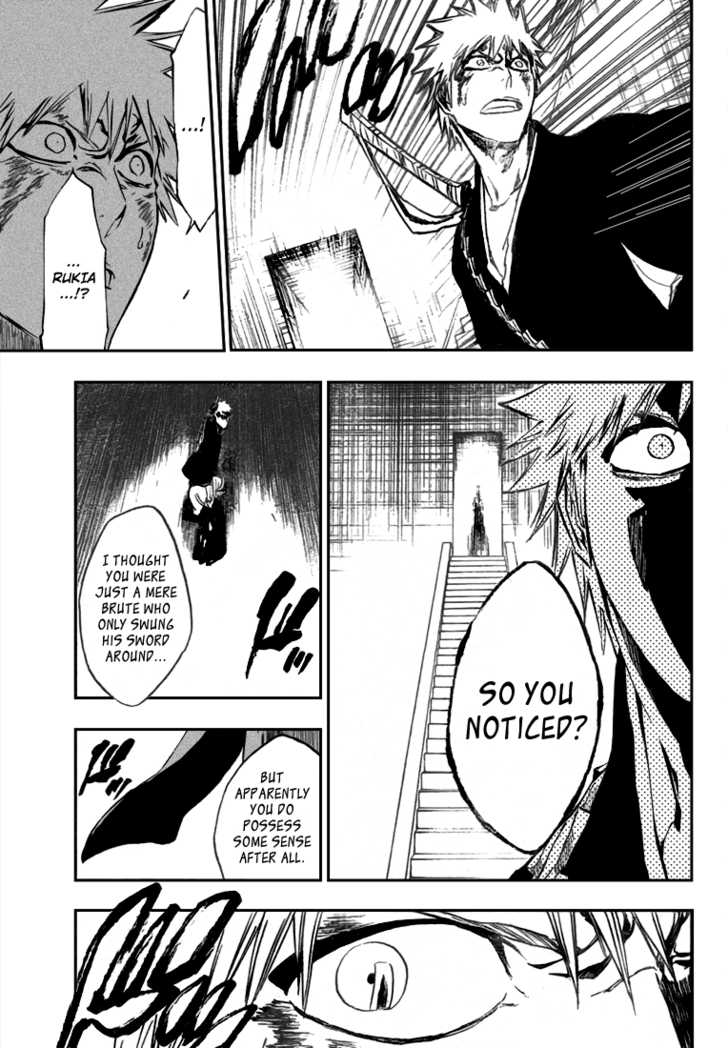 ...!
...
RUKIA
...!?
SO YOU
NOTICED?
I THOUGHT
YOU WERE
JUST A MERE
BRUTE WHO
ONLY SWUNG
HIS SWORD
AROUND...
BUT
APPARENTLY
YOU DO
POSSESS
SOME SENSE
AFTER ALL.